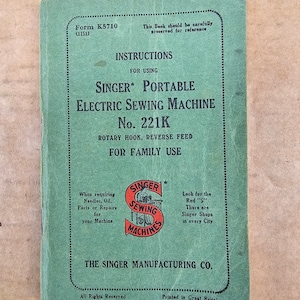 Form K5710
This Book should be carefully
preserved for reference
INSTRUCTIONS
FOR USING
SINGER* PORTABLE
ELECTRIC SEWING MACHINE
No. 221K
ROTARY HOOK, REVERSE FEED
FOR FAMILY USE
When requiring
Needles, Oil,
Parts or Repairs
for
your Machine
SINGER
SEWING
MACHINES
Look for the
Red "S"
There are
Singer Shops
in every City
THE SINGER MANUFACTURING CO.
All Rights Reserved
Printed in Great